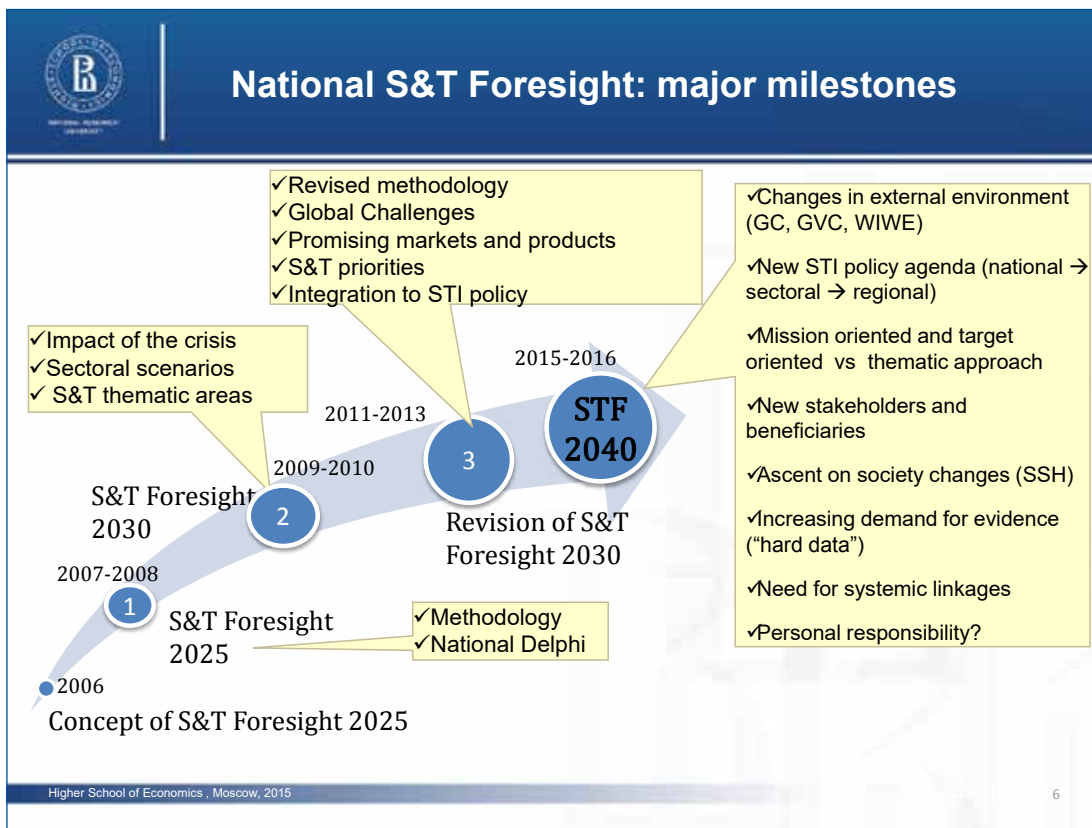 National S&T Foresight: major milestones
NATIONAL RESEARCH
UNIVERSITY
✓Revised methodology
✓Global Challenges
✓Promising markets and products
✓S&T priorities
✓Integration to STI policy
✓Changes in external environment
(GC, GVC, WIWE)
✓New STI policy agenda (national →
sectoral → regional)
✓Mission oriented and target
oriented vs thematic approach
✓New stakeholders and
beneficiaries
✓Ascent on society changes (SSH)
✓Increasing demand for evidence
(“hard data”)
✓Need for systemic linkages
✓Personal responsibility?
✓Impact of the crisis
✓Sectoral scenarios
✓ S&T thematic areas
2015-2016
STF
2040
2011-2013
3
Revision of S&T
Foresight 2030
2009-2010
S&T Foresight
2030
2
2007-2008
1
S&T Foresight
2025
✓Methodology
✓National Delphi
2006
Concept of S&T Foresight 2025
Higher School of Economics , Moscow, 2015
6